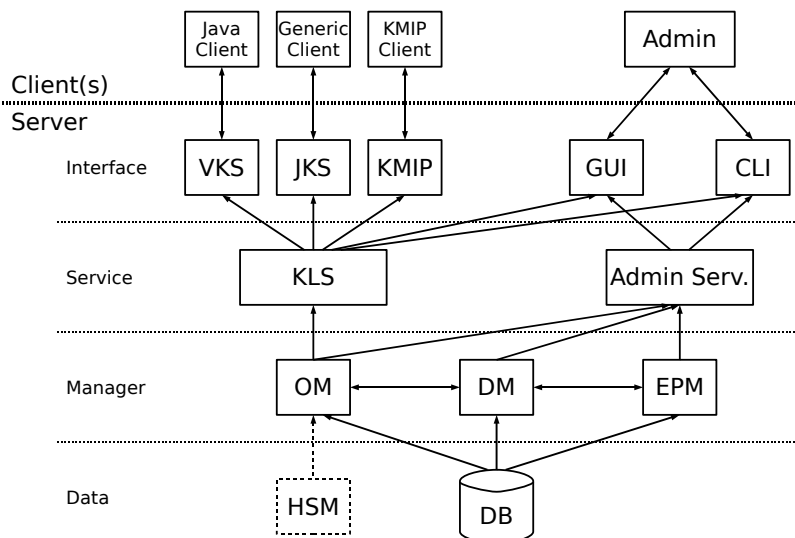 Java
Client
Generic
Client
KMIP
Client
Admin
Client(s)
Server
Interface
VKS
JKS
KMIP
GUI
CLI
Service
KLS
Admin Serv.
Manager
OM
DM
EPM
Data
HSM
DB